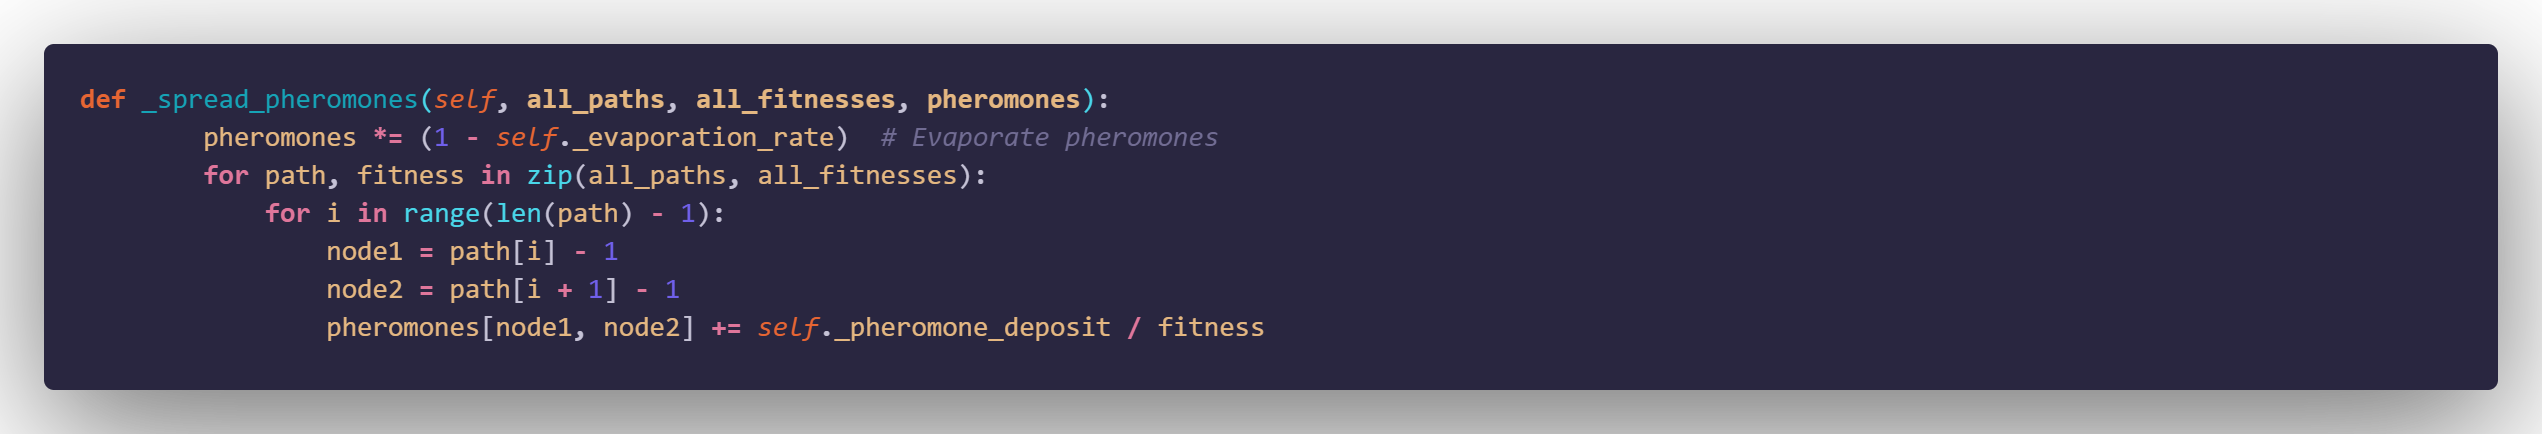 def _spread_pheromones(self, all_paths, all_fitnesses, pheromones):
        pheromones *= (1 - self._evaporation_rate)  # Evaporate pheromones
        for path, fitness in zip(all_paths, all_fitnesses):
            for i in range(len(path) - 1):
                node1 = path[i] - 1
                node2 = path[i + 1] - 1
                pheromones[node1, node2] += self._pheromone_deposit / fitness